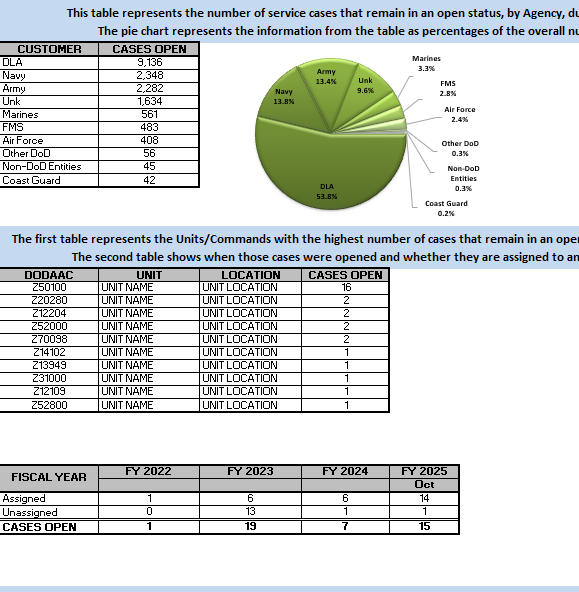 This table represents the number of service cases that remain in an open status, by Agency, du
The pie chart represents the information from the table as percentages of the overall nu
CUSTOMER CASES OPEN
DLA 9,136
Navy 2,348
Army 2,282
Unk 1,634
Marines 561
FMS 483
Air Force 408
Other DoD 56
Non-DoD Entities 45
Coast Guard 42
Marines
3.3%
Army
13.4%
Unk
9.6%
FMS
2.8%
Navy
13.8%
Air Force
2.4%
Other DoD
0.3%
Non-DoD
Entities
0.3%
DLA
53.8%
Coast Guard
0.2%
The first table represents the Units/Commands with the highest number of cases that remain in an oper
The second table shows when those cases were opened and whether they are assigned to an
DODAAC UNIT LOCATION CASES OPEN
Z50100 UNIT NAME UNIT LOCATION 16
Z20280 UNIT NAME UNIT LOCATION 2
Z12204 UNIT NAME UNIT LOCATION 2
Z52000 UNIT NAME UNIT LOCATION 2
Z70098 UNIT NAME UNIT LOCATION 2
Z14102 UNIT NAME UNIT LOCATION 1
Z13949 UNIT NAME UNIT LOCATION 1
Z31000 UNIT NAME UNIT LOCATION 1
Z12109 UNIT NAME UNIT LOCATION 1
Z52800 UNIT NAME UNIT LOCATION 1
FISCAL YEAR FY 2022 FY 2023 FY 2024 FY 2025
Oct
Assigned 1 6 6 14
Unassigned 0 13 1 1
CASES OPEN 1 19 7 15